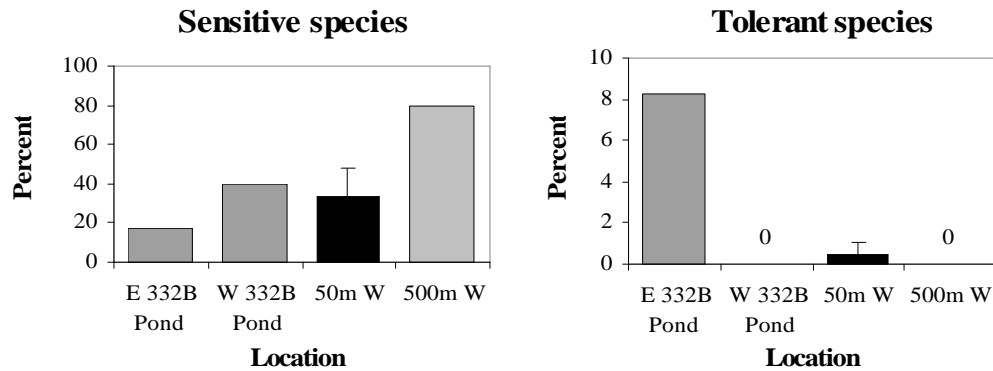 Sensitive species
100
80
60
40
20
0
Percent
E 332B
Pond
W 332B
Pond
50m W
500m W
Location
Tolerant species
10
8
6
4
2
0
Percent
0
0
E 332B
Pond
W 332B
Pond
50m W
500m W
Location